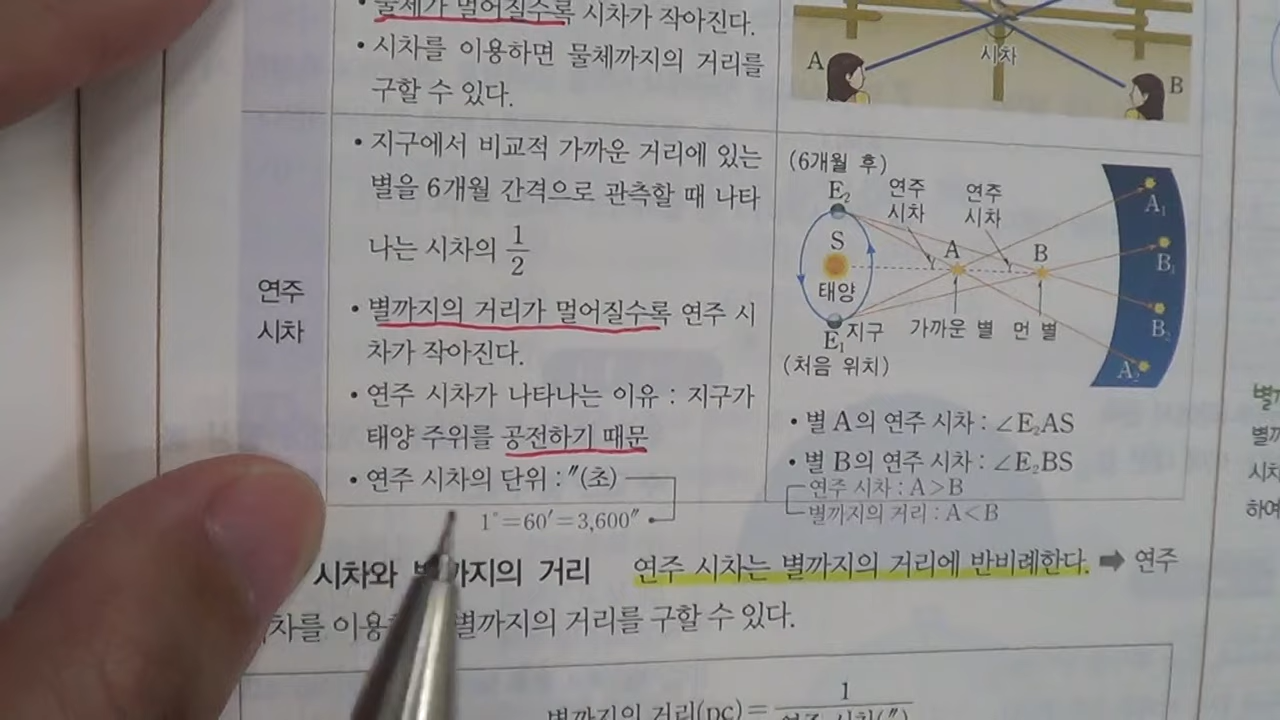 • 물체가 멀어질수록 시차가 작아진다.
• 시차를 이용하면 물체까지의 거리를
구할 수 있다.
A
시차
B
연주
시차
• 지구에서 비교적 가까운 거리에 있는
별을 6개월 간격으로 관측할 때 나타
나는 시차의 1/2
• 별까지의 거리가 멀어질수록 연주 시
차가 작아진다.
• 연주 시차가 나타나는 이유 : 지구가
태양 주위를 공전하기 때문
• 연주 시차의 단위 : ″(초)
1°=60′=3,600″
(6개월 후)
E₂
연주
시차
연주
시차
S
태양
A
B
E₁ 지구
가까운 별
먼 별
(처음 위치)
A₁
B₁
B₂
A₂
• 별 A의 연주 시차 : ∠E₂AS
• 별 B의 연주 시차 : ∠E₂BS
연주 시차 : A>B
별까지의 거리 : A<B
시차와 별까지의 거리 연주 시차는 별까지의 거리에 반비례한다. ➡ 연주
별까지의 거리를 구할 수 있다.
별까지의 거리(pc)= 1/연주 시차(″)